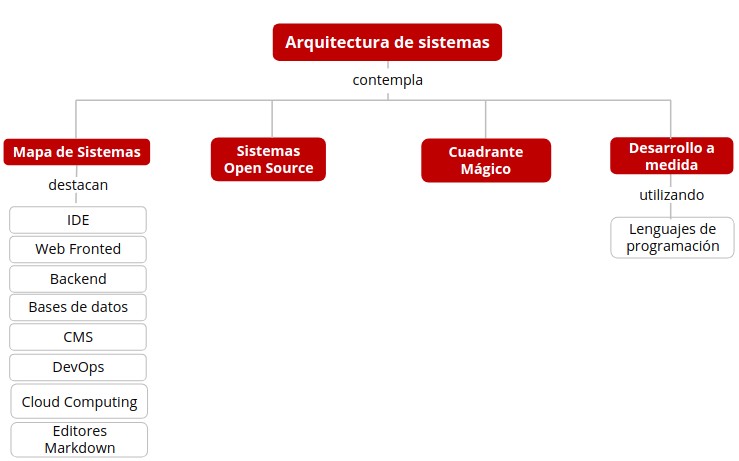 Arquitectura de sistemas
contempla
Mapa de Sistemas
Sistemas
Open Source
Cuadrante
Mágico
Desarrollo a
medida
destacan
utilizando
IDE
Web Fronted
Backend
Bases de datos
CMS
DevOps
Cloud Computing
Editores
Markdown
Lenguajes de
programación